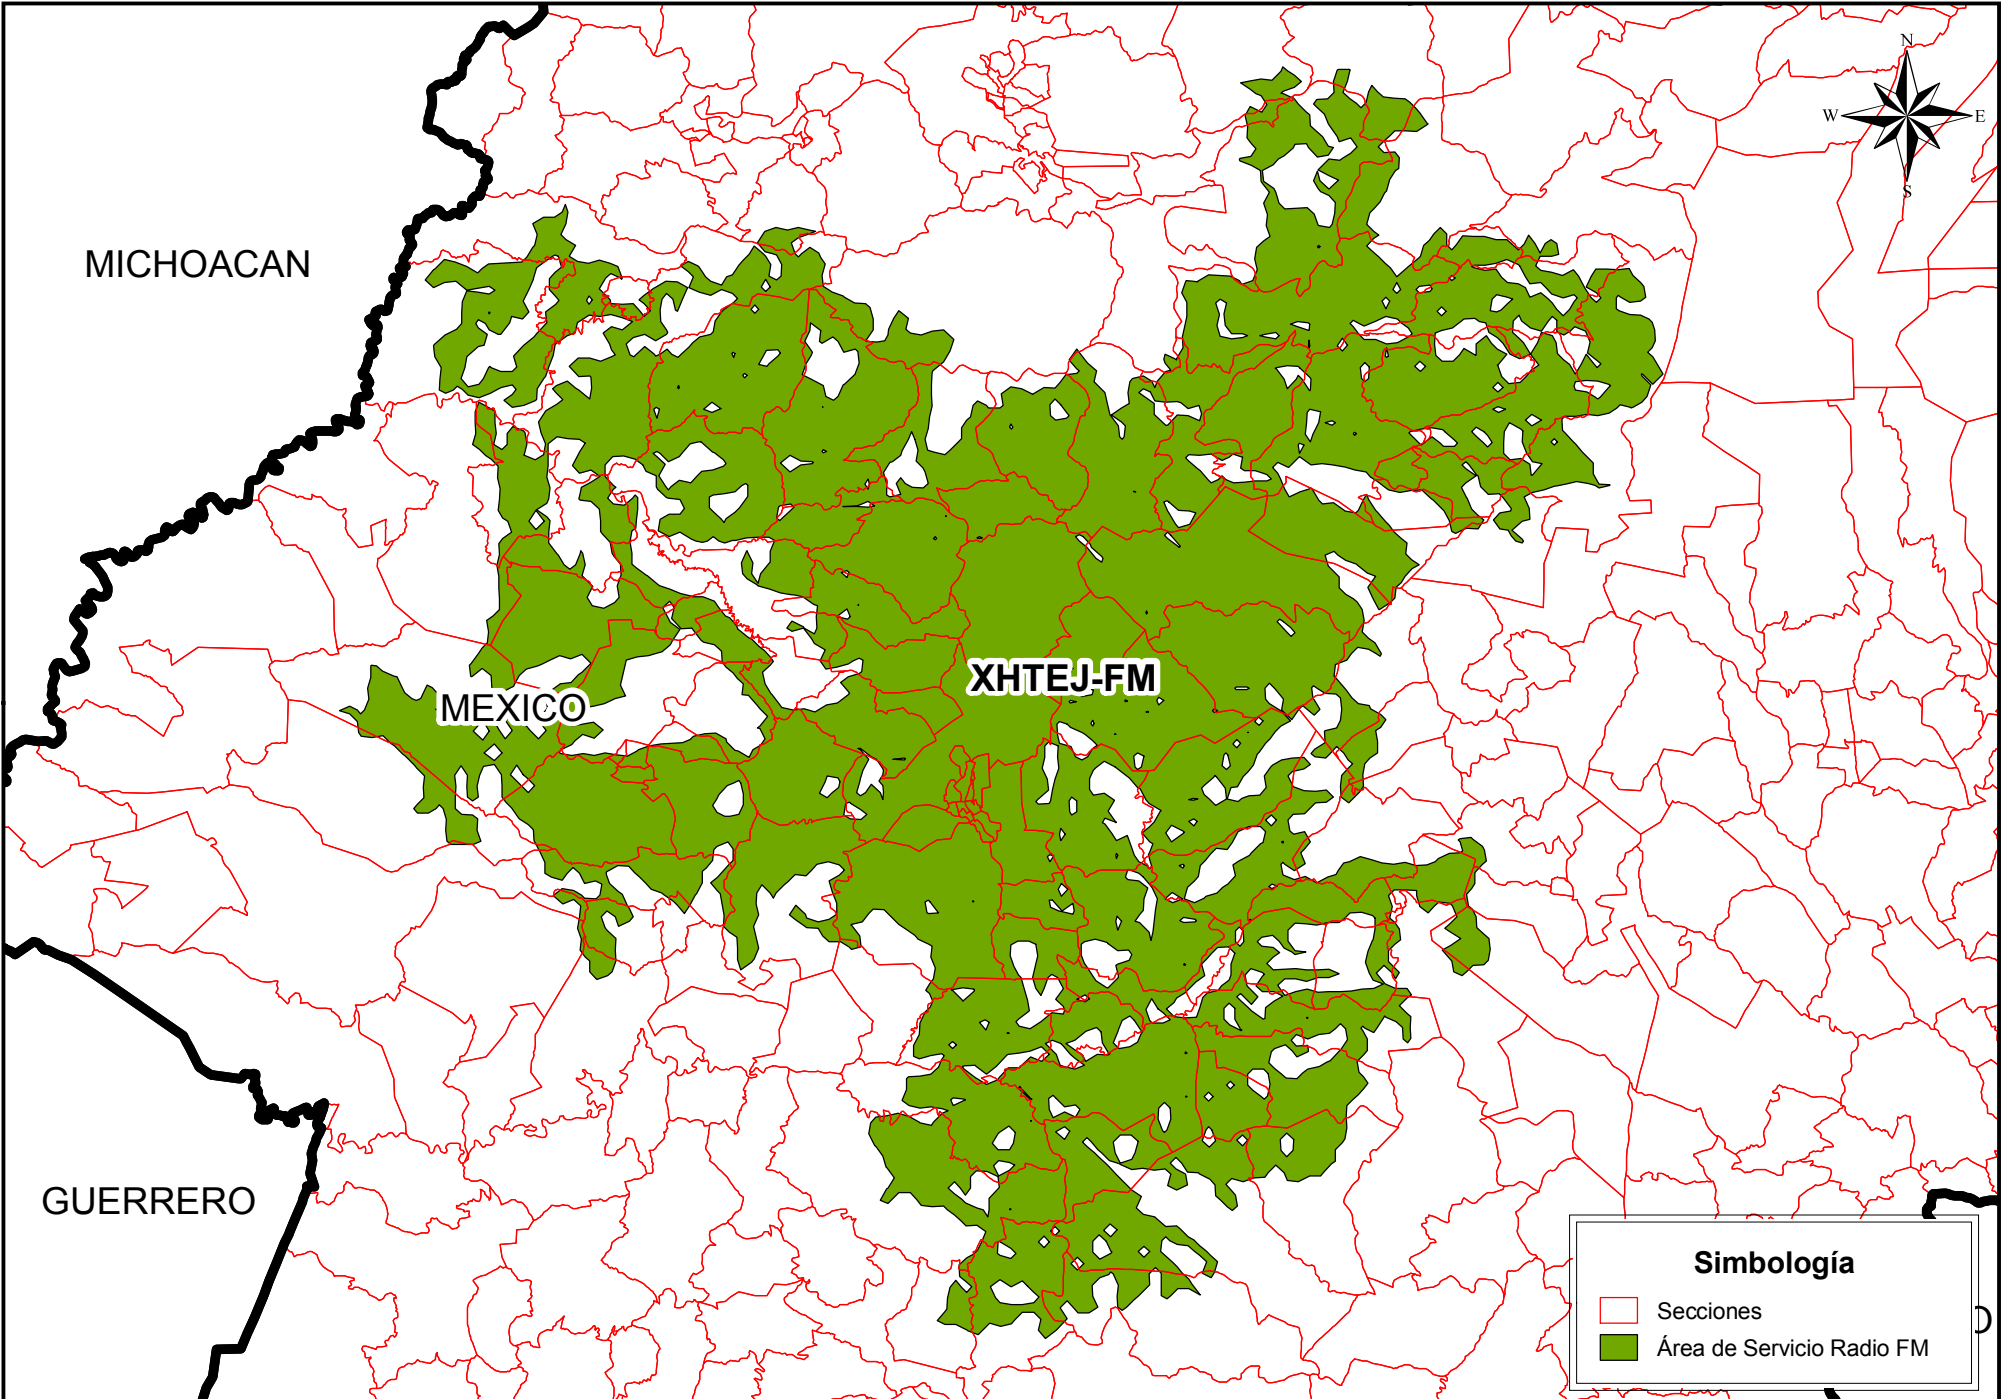 N
W E
S
MICHOACAN
XHTEJ-FM
MEXICO
GUERRERO
Simbología
Secciones
Área de Servicio Radio FM